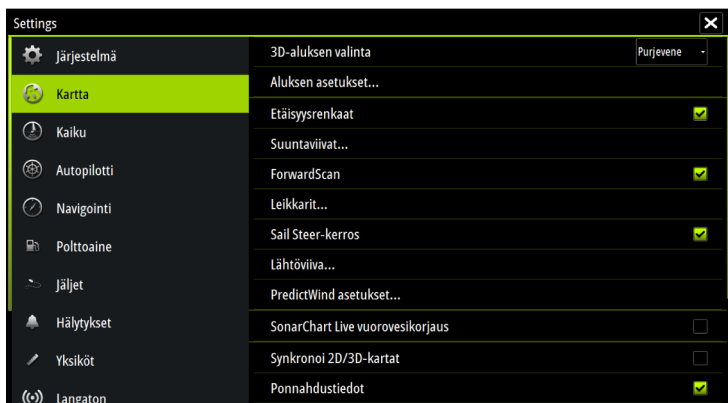 Settings
Järjestelmä
Kartta
Kaiku
Autopilotti
Navigointi
Polttoaine
Jäljet
Hälytykset
Yksiköt
Langaton
3D-aluksen valinta Purjevene
Aluksen asetukset...
Etäisyysrenkaat
Suuntaviivat...
ForwardScan
Leikkarit...
Sail Steer-kerros
Lähtöviiva...
PredictWind asetukset...
SonarChart Live vuorovesikorjaus
Synkronoi 2D/3D-kartat
Ponnahdustiedot